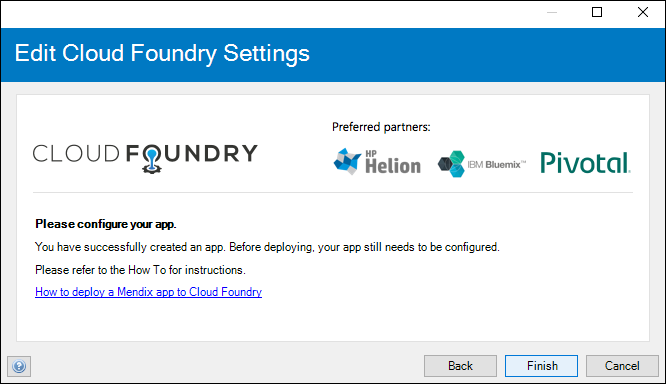 Edit Cloud Foundry Settings
Preferred partners:
CLOUD FOUNDRY
HP
Helion
IBM Bluemix™
Pivotal.
Please configure your app.
You have successfully created an app. Before deploying, your app still needs to be configured.
Please refer to the How To for instructions.
How to deploy a Mendix app to Cloud Foundry
?
Back
Finish
Cancel